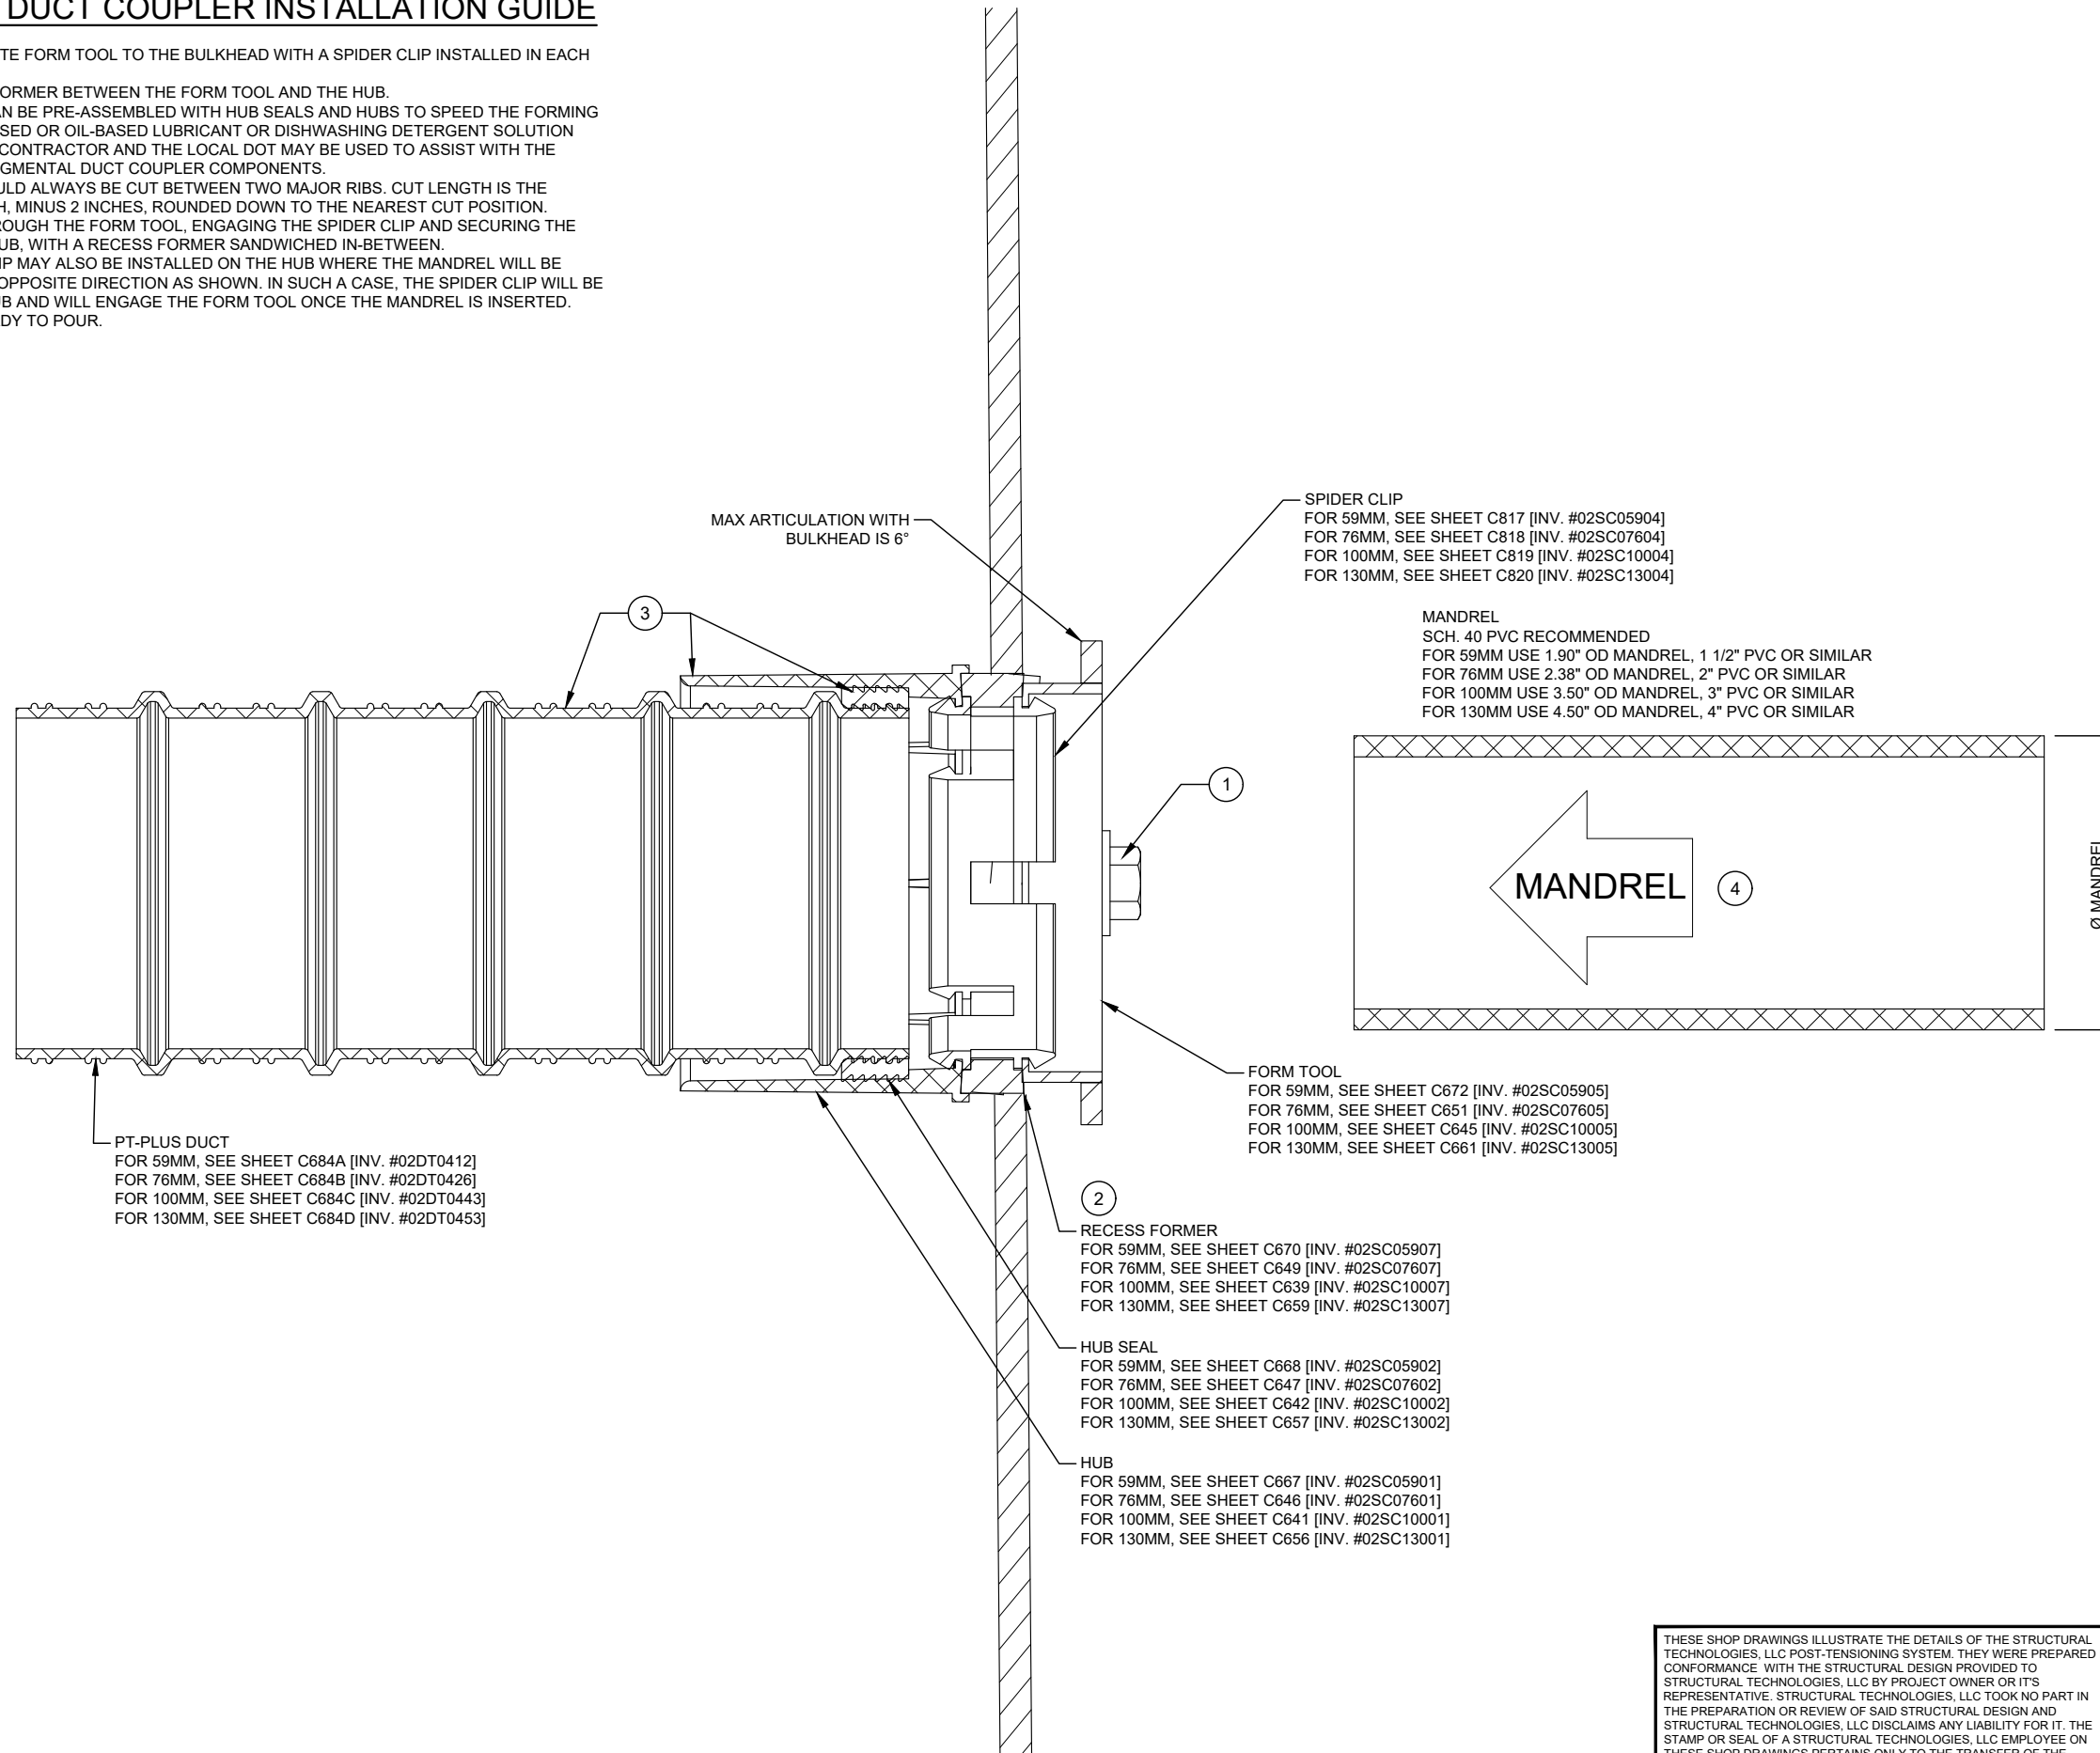 DUCT COUPLER INSTALLATION GUIDE
TE FORM TOOL TO THE BULKHEAD WITH A SPIDER CLIP INSTALLED IN EACH
ORMER BETWEEN THE FORM TOOL AND THE HUB.
AN BE PRE-ASSEMBLED WITH HUB SEALS AND HUBS TO SPEED THE FORMING
SED OR OIL-BASED LUBRICANT OR DISHWASHING DETERGENT SOLUTION
CONTRACTOR AND THE LOCAL DOT MAY BE USED TO ASSIST WITH THE
GMENTAL DUCT COUPLER COMPONENTS.
ULD ALWAYS BE CUT BETWEEN TWO MAJOR RIBS. CUT LENGTH IS THE
H, MINUS 2 INCHES, ROUNDED DOWN TO THE NEAREST CUT POSITION.
ROUGH THE FORM TOOL, ENGAGING THE SPIDER CLIP AND SECURING THE
UB, WITH A RECESS FORMER SANDWICHED IN-BETWEEN.
IP MAY ALSO BE INSTALLED ON THE HUB WHERE THE MANDREL WILL BE
OPPOSITE DIRECTION AS SHOWN. IN SUCH A CASE, THE SPIDER CLIP WILL BE
UB AND WILL ENGAGE THE FORM TOOL ONCE THE MANDREL IS INSERTED.
DY TO POUR.
MAX ARTICULATION WITH
BULKHEAD IS 6°
SPIDER CLIP
FOR 59MM, SEE SHEET C817 [INV. #02SC05904]
FOR 76MM, SEE SHEET C818 [INV. #02SC07604]
FOR 100MM, SEE SHEET C819 [INV. #02SC10004]
FOR 130MM, SEE SHEET C820 [INV. #02SC13004]
MANDREL
SCH. 40 PVC RECOMMENDED
FOR 59MM USE 1.90" OD MANDREL, 1 1/2" PVC OR SIMILAR
FOR 76MM USE 2.38" OD MANDREL, 2" PVC OR SIMILAR
FOR 100MM USE 3.50" OD MANDREL, 3" PVC OR SIMILAR
FOR 130MM USE 4.50" OD MANDREL, 4" PVC OR SIMILAR
3
1
MANDREL
4
Ø MANDREL
FORM TOOL
FOR 59MM, SEE SHEET C672 [INV. #02SC05905]
FOR 76MM, SEE SHEET C651 [INV. #02SC07605]
FOR 100MM, SEE SHEET C645 [INV. #02SC10005]
FOR 130MM, SEE SHEET C661 [INV. #02SC13005]
PT-PLUS DUCT
FOR 59MM, SEE SHEET C684A [INV. #02DT0412]
FOR 76MM, SEE SHEET C684B [INV. #02DT0426]
FOR 100MM, SEE SHEET C684C [INV. #02DT0443]
FOR 130MM, SEE SHEET C684D [INV. #02DT0453]
2
RECESS FORMER
FOR 59MM, SEE SHEET C670 [INV. #02SC05907]
FOR 76MM, SEE SHEET C649 [INV. #02SC07607]
FOR 100MM, SEE SHEET C639 [INV. #02SC10007]
FOR 130MM, SEE SHEET C659 [INV. #02SC13007]
HUB SEAL
FOR 59MM, SEE SHEET C668 [INV. #02SC05902]
FOR 76MM, SEE SHEET C647 [INV. #02SC07602]
FOR 100MM, SEE SHEET C642 [INV. #02SC10002]
FOR 130MM, SEE SHEET C657 [INV. #02SC13002]
HUB
FOR 59MM, SEE SHEET C667 [INV. #02SC05901]
FOR 76MM, SEE SHEET C646 [INV. #02SC07601]
FOR 100MM, SEE SHEET C641 [INV. #02SC10001]
FOR 130MM, SEE SHEET C656 [INV. #02SC13001]
THESE SHOP DRAWINGS ILLUSTRATE THE DETAILS OF THE STRUCTURAL
TECHNOLOGIES, LLC POST-TENSIONING SYSTEM. THEY WERE PREPARED
CONFORMANCE WITH THE STRUCTURAL DESIGN PROVIDED TO
STRUCTURAL TECHNOLOGIES, LLC BY PROJECT OWNER OR IT'S
REPRESENTATIVE. STRUCTURAL TECHNOLOGIES, LLC TOOK NO PART IN
THE PREPARATION OR REVIEW OF SAID STRUCTURAL DESIGN AND
STRUCTURAL TECHNOLOGIES, LLC DISCLAIMS ANY LIABILITY FOR IT. THE
STAMP OR SEAL OF A STRUCTURAL TECHNOLOGIES, LLC EMPLOYEE ON
THESE SHOP DRAWINGS PERTAINS ONLY TO THE TRANSFER OF THE